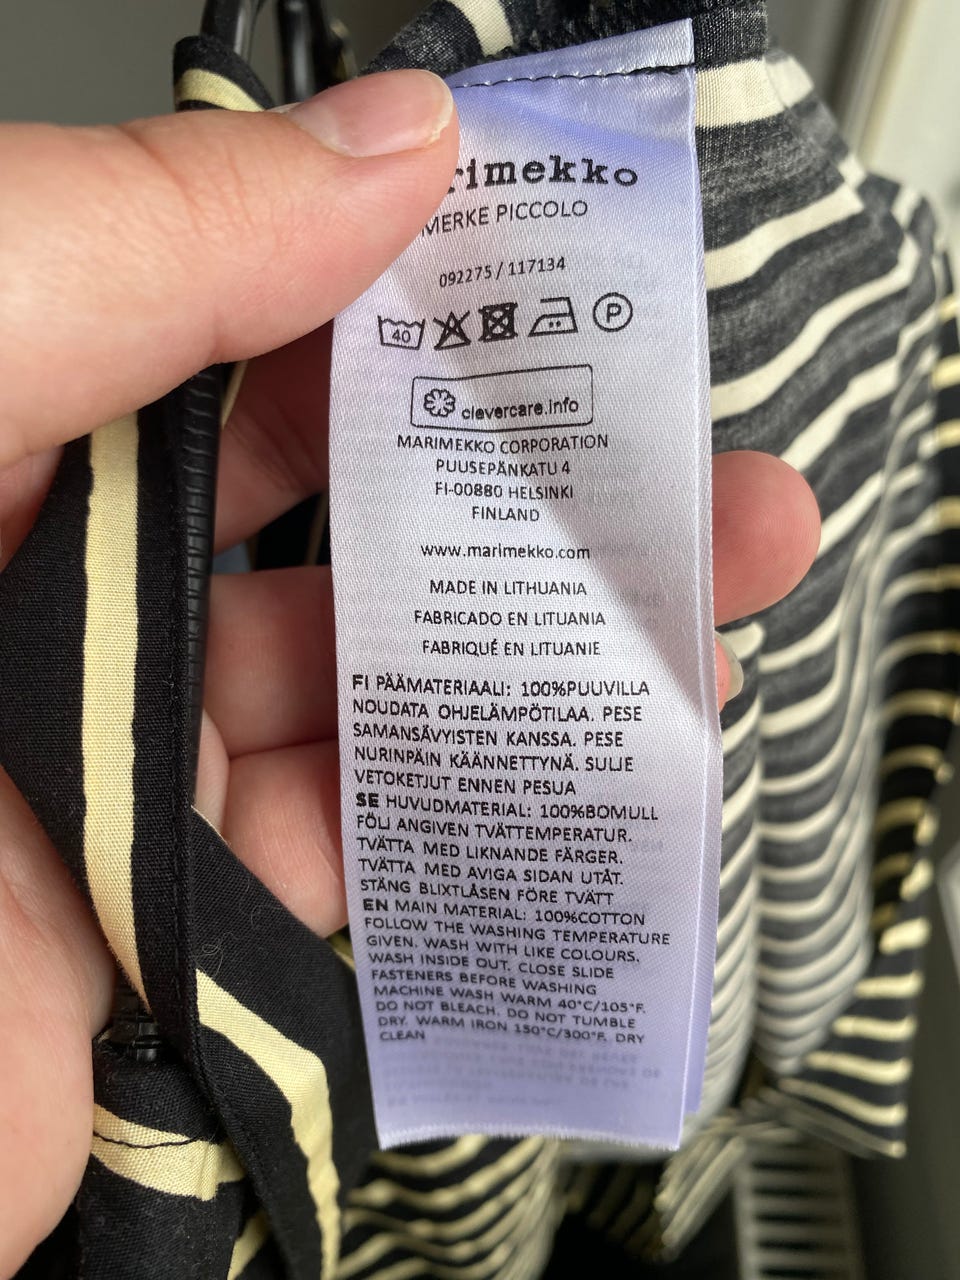 rimekko
MERKE PICCOLO
092275 / 117134
40 P
clevercare.info
MARIMEKKO CORPORATION
PUUSEPÄNKATU 4
FI-00880 HELSINKI
FINLAND
www.marimekko.com
MADE IN LITHUANIA
FABRICADO EN LITUANIA
FABRIQUÉ EN LITUANIE
FI PÄÄMATERIAALI: 100%PUUVILLA
NOUDATA OHJELÄMPÖTILAA. PESE
SAMANSÄVYISTEN KANSSA. PESE
NURINPÄIN KÄÄNNETTYNÄ. SULJE
VETOKETJUT ENNEN PESUA
SE HUVUDMATERIAL: 100%BOMULL
FÖLJ ANGIVEN TVÄTTEMPERATUR.
TVÄTTA MED LIKNANDE FÄRGER.
TVÄTTA MED AVIGA SIDAN UTÅT.
STÄNG BLIXTLÅSEN FÖRE TVÄTT
EN MAIN MATERIAL: 100%COTTON
FOLLOW THE WASHING TEMPERATURE
GIVEN. WASH WITH LIKE COLOURS.
WASH INSIDE OUT. CLOSE SLIDE
FASTENERS BEFORE WASHING
MACHINE WASH WARM 40°C/105°F.
DO NOT BLEACH. DO NOT TUMBLE
DRY. WARM IRON 150°C/300°F. DRY
CLEAN